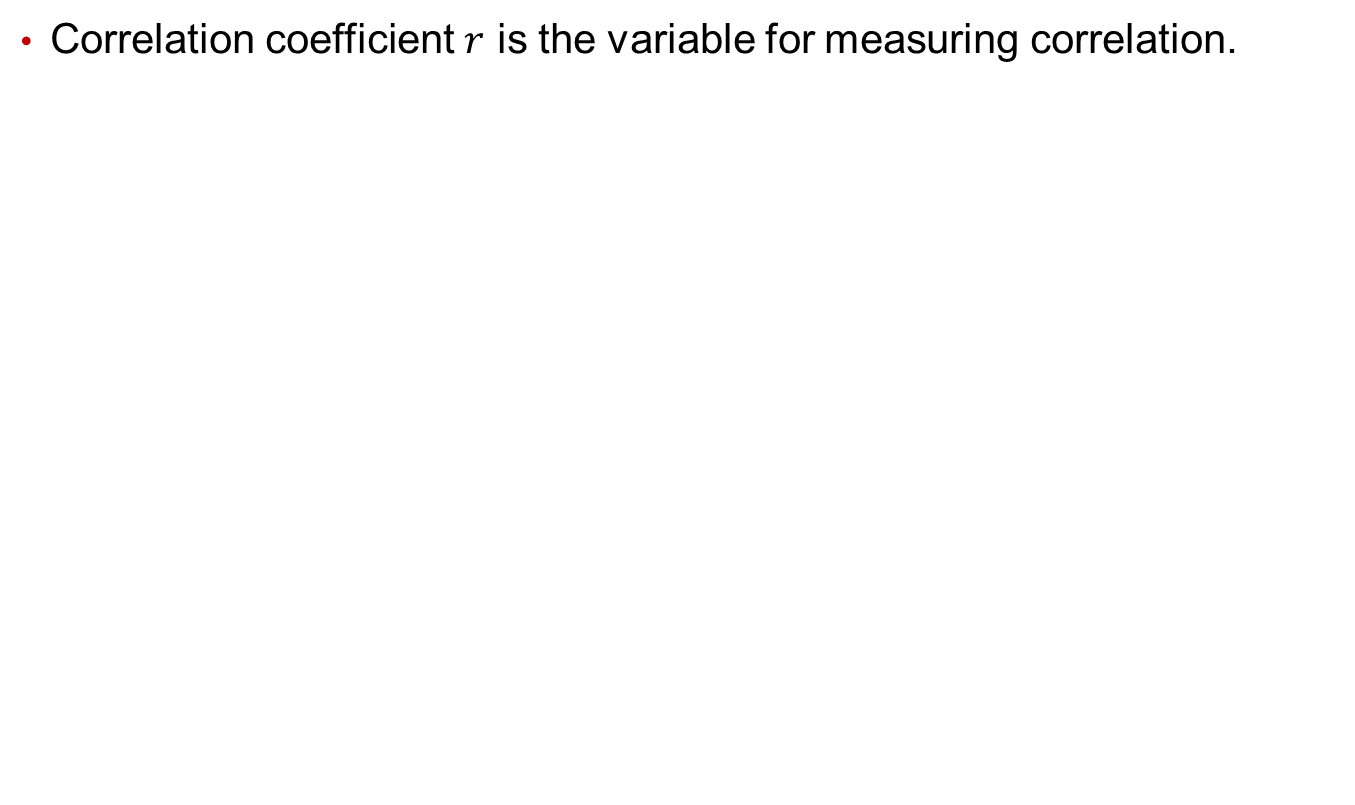 • Correlation coefficient r is the variable for measuring correlation.